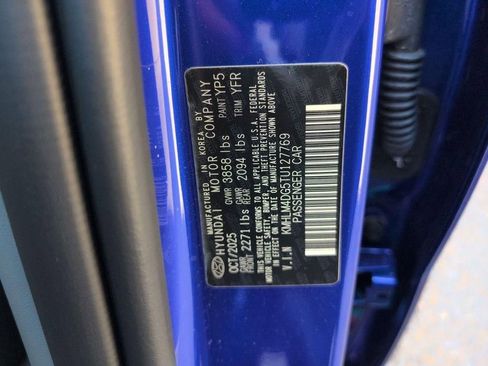 MANUFACTURED IN KOREA BY
HYUNDAI MOTOR COMPANY
OCT/2025 GVWR 3858 lbs PAINT YP5
GAWR FRONT 2271 lbs GAWR REAR 2094 lbs TRIM YFR
THIS VEHICLE CONFORMS TO ALL APPLICABLE U.S.A. FEDERAL
MOTOR VEHICLE SAFETY, BUMPER, AND THEFT PREVENTION STANDARDS
IN EFFECT ON THE DATE OF MANUFACTURE SHOWN ABOVE.
V.I.N KMHLM4DG5TU127769
PASSENGER CAR